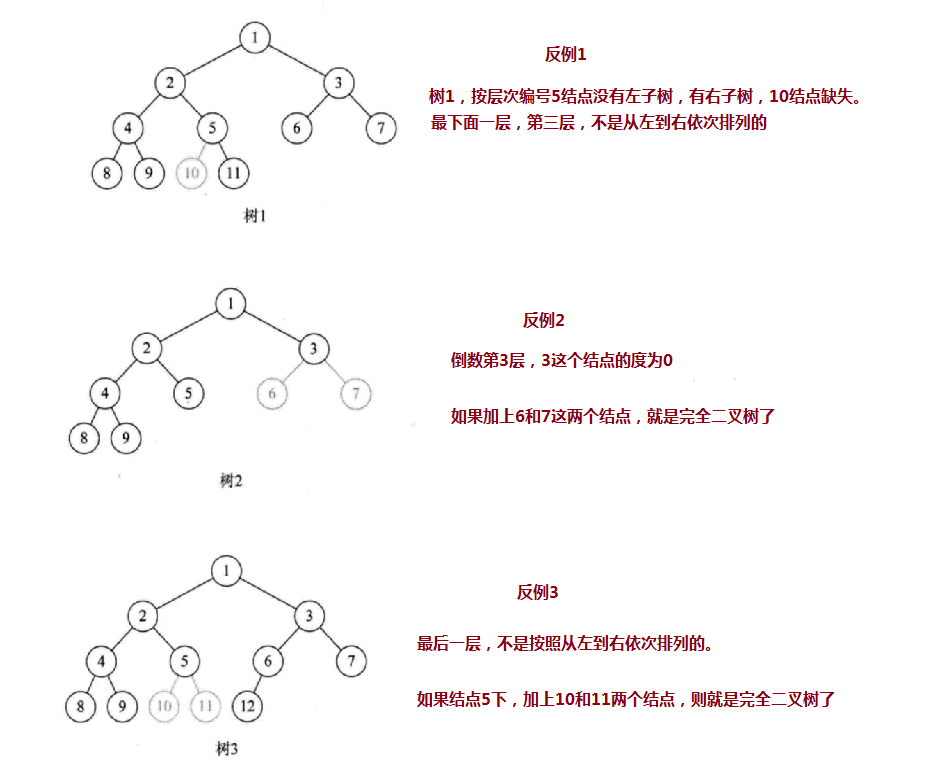 1
反例1
2 3
树1，按层次编号5结点没有左子树，有右子树，10结点缺失。
最下面一层，第三层，不是从左到右依次排列的
4 5 6 7
8 9 10 11
树1
1
反例2
2 3
倒数第3层，3这个结点的度为0
4 5 6 7
如果加上6和7这两个结点，就是完全二叉树了
8 9
树2
1
反例3
2 3
最后一层，不是按照从左到右依次排列的。
4 5 6 7
如果结点5下，加上10和11两个结点，则就是完全二叉树了
8 9 10 11 12
树3